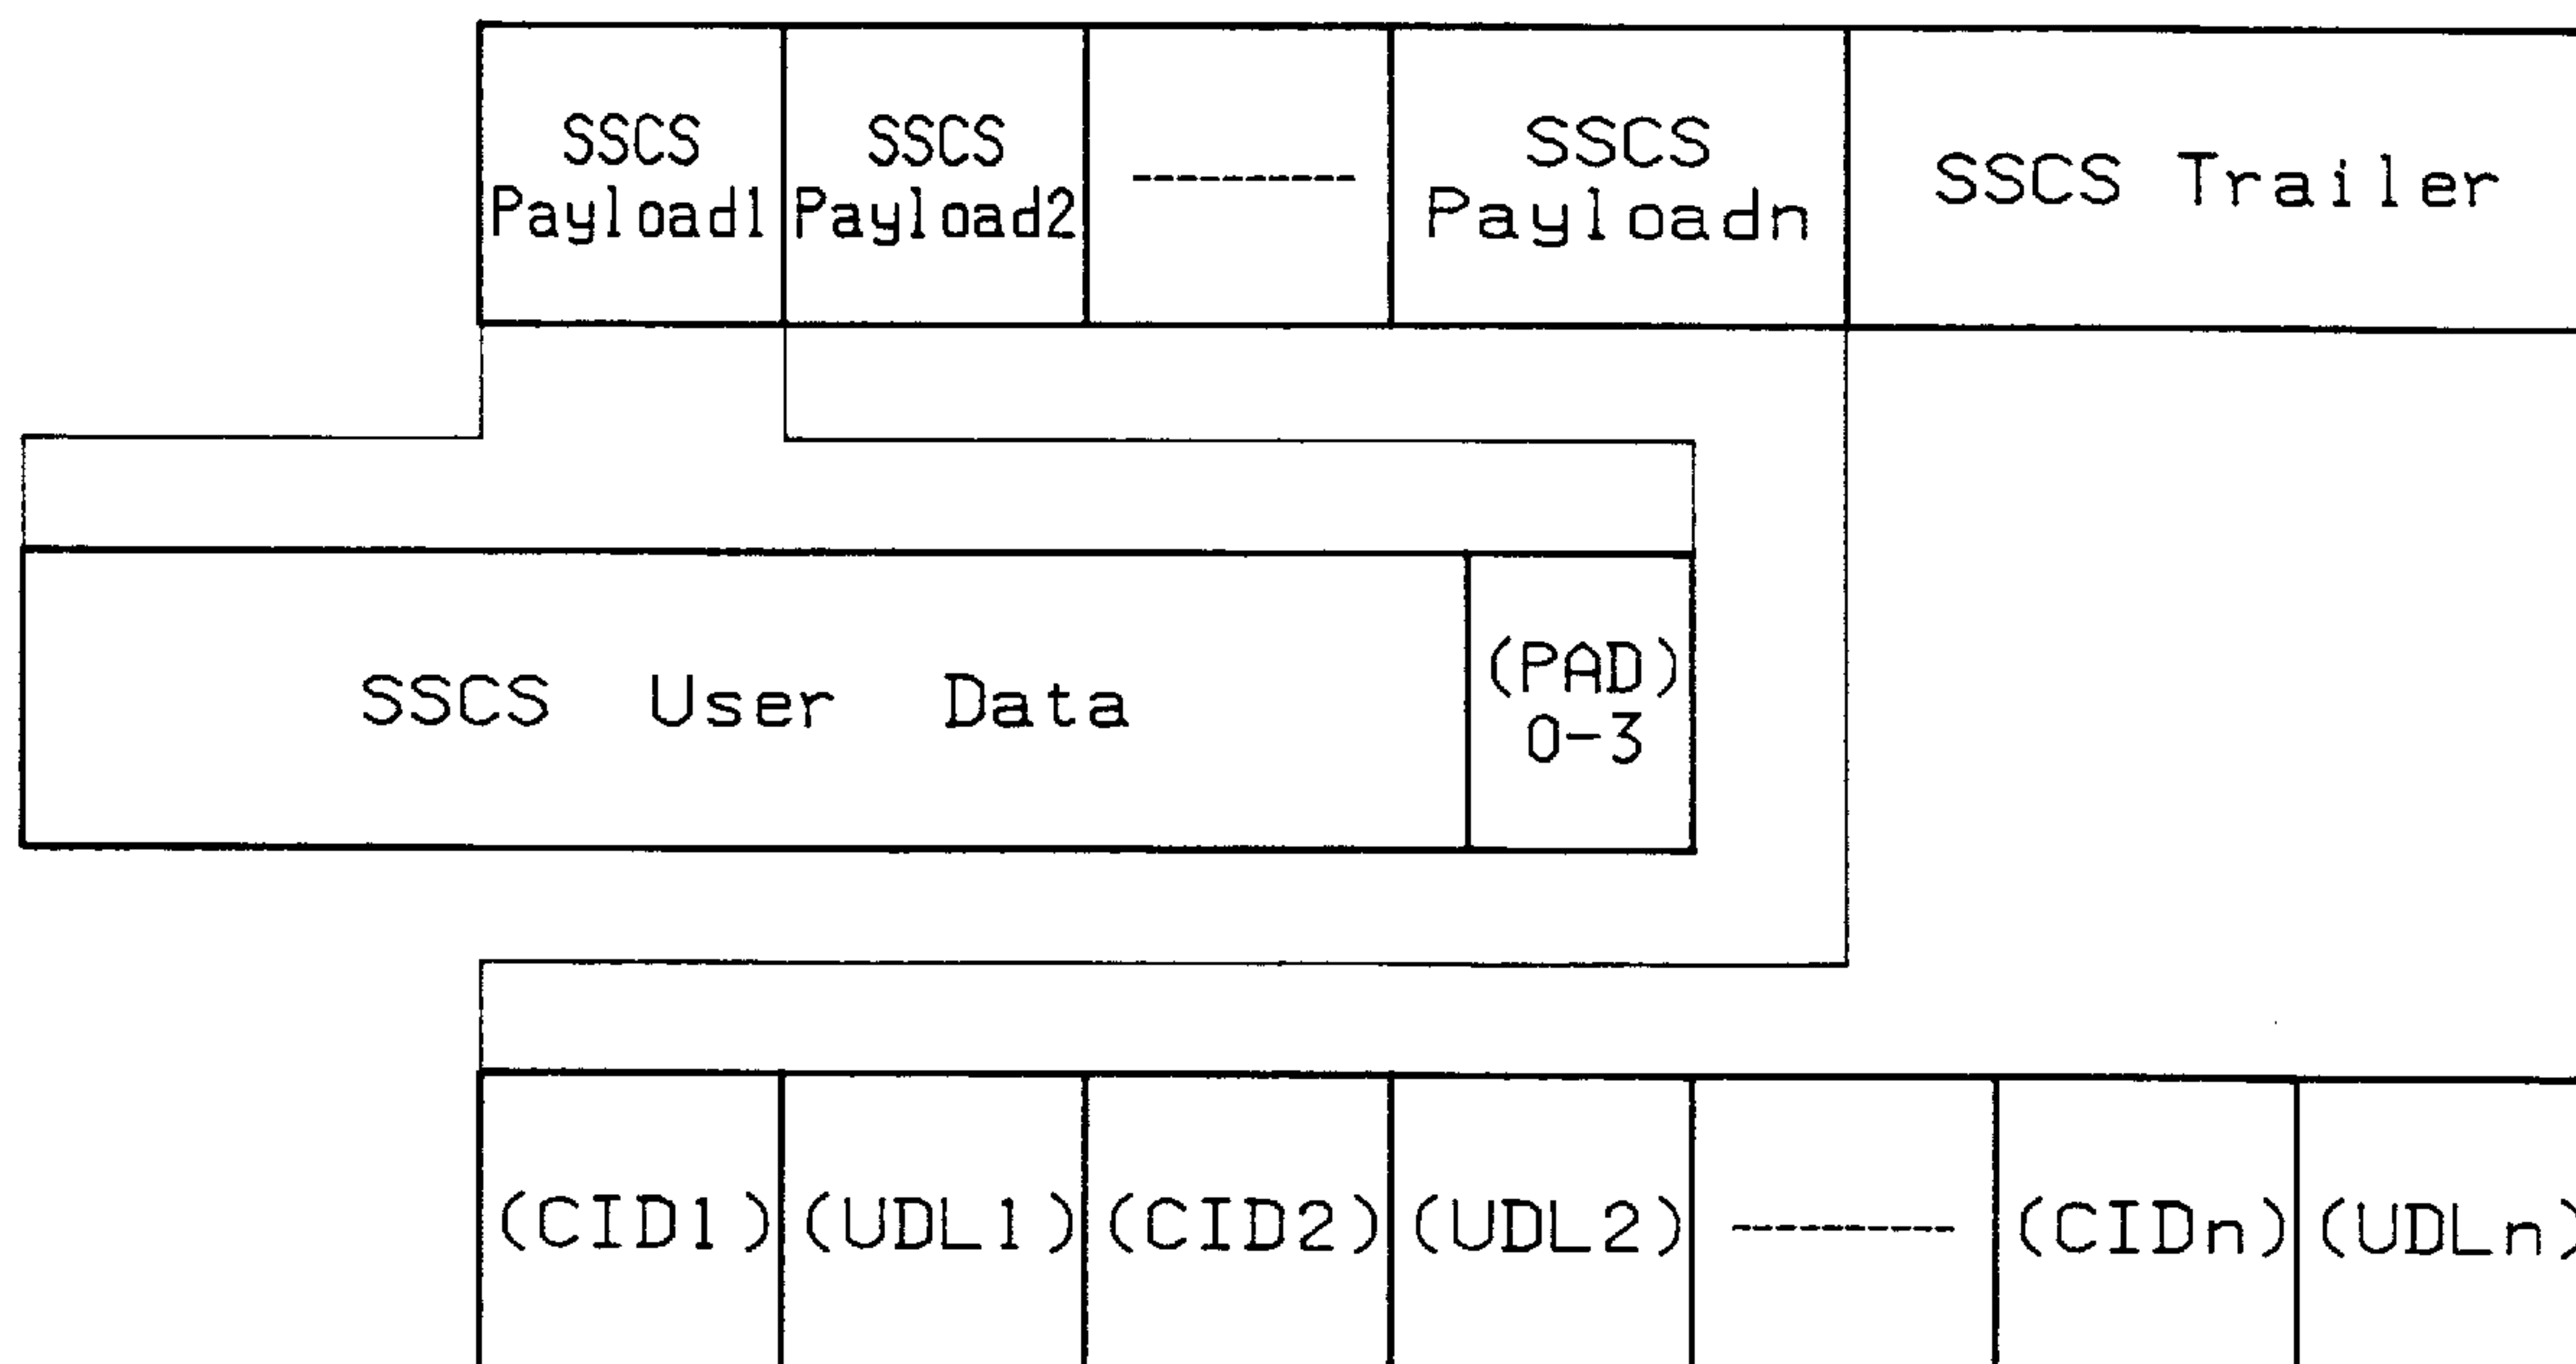 SSCS
Payload1
SSCS
Payload2
---------
SSCS
Payloadn
SSCS Trailer
SSCS User Data
(PAD)
0-3
(CID1)
(UDL1)
(CID2)
(UDL2)
---------
(CIDn)
(UDLn)